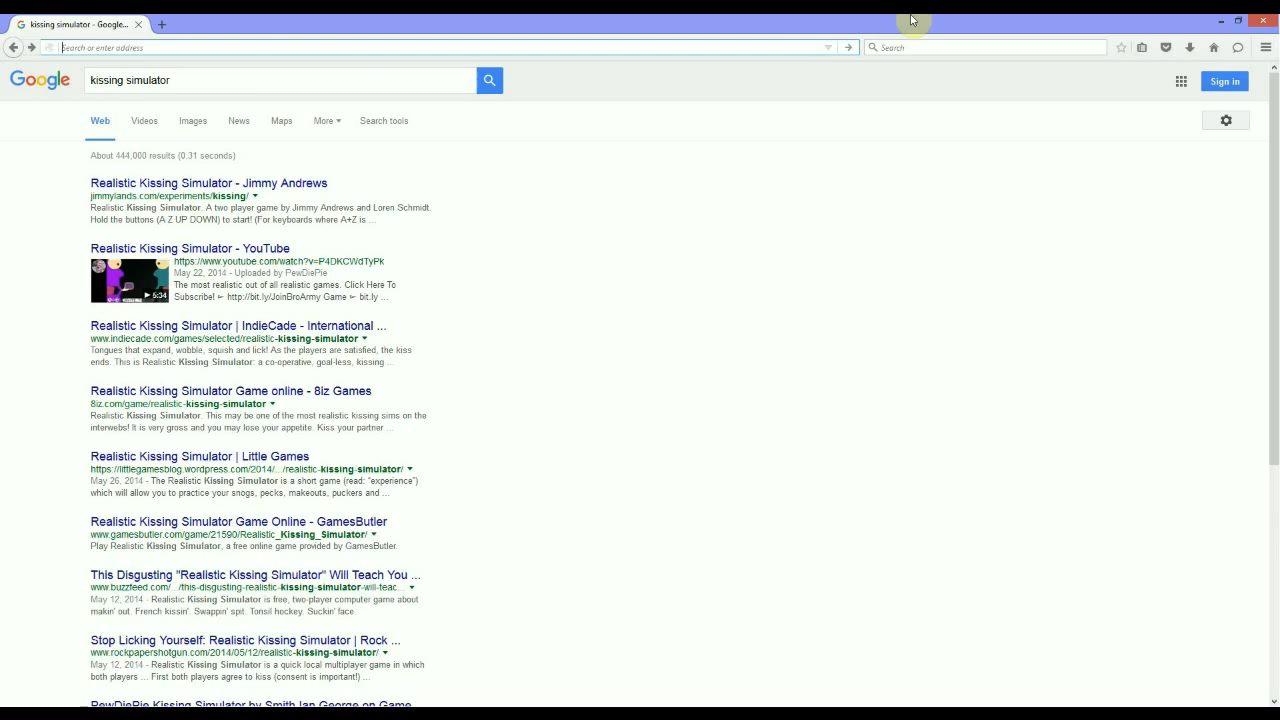 kissing simulator - Google...
Search or enter address
Search
Google
kissing simulator
Sign in
Web Videos Images News Maps More Search tools
About 444,000 results (0.31 seconds)
Realistic Kissing Simulator - Jimmy Andrews
jimmylands.com/experiments/kissing/
Realistic Kissing Simulator. A two player game by Jimmy Andrews and Loren Schmidt.
Hold the buttons (A Z UP DOWN) to start! (For keyboards where A+Z is ...
Realistic Kissing Simulator - YouTube
https://www.youtube.com/watch?v=P4DKCWdTyPk
May 22, 2014 - Uploaded by PewDiePie
The most realistic out of all realistic games. Click Here To
Subscribe! ► http://bit.ly/JoinBroArmy Game ► bit.ly ...
5:34
Realistic Kissing Simulator | IndieCade - International ...
www.indiecade.com/games/selected/realistic-kissing-simulator
Tongues that expand, wobble, squish and lick! As the players are satisfied, the kiss
ends. This is Realistic Kissing Simulator: a co-operative, goal-less, kissing ...
Realistic Kissing Simulator Game online - 8iz Games
8iz.com/game/realistic-kissing-simulator
Realistic Kissing Simulator. This may be one of the most realistic kissing sims on the
interwebs! It is very gross and you may lose your appetite. Kiss your partner ...
Realistic Kissing Simulator | Little Games
https://littlegamesblog.wordpress.com/2014/.../realistic-kissing-simulator/
May 26, 2014 - The Realistic Kissing Simulator is a short game (read: "experience")
which will allow you to practice your snogs, pecks, makeouts, puckers and ...
Realistic Kissing Simulator Game Online - GamesButler
www.gamesbutler.com/game/21590/Realistic_Kissing_Simulator/
Play Realistic Kissing Simulator, a free online game provided by GamesButler.
This Disgusting "Realistic Kissing Simulator" Will Teach You ...
www.buzzfeed.com/.../this-disgusting-realistic-kissing-simulator-will-teac...
May 12, 2014 - Realistic Kissing Simulator is free, two-player computer game about
makin' out. French kissin'. Swappin' spit. Tonsil hockey. Suckin' face.
Stop Licking Yourself: Realistic Kissing Simulator | Rock ...
www.rockpapershotgun.com/2014/05/12/realistic-kissing-simulator/
May 12, 2014 - Realistic Kissing Simulator is a quick local multiplayer game in which
both players ... First both players agree to kiss (consent is important!) ...
PewDiePie Kissing Simulator by Smith Ian George on Game